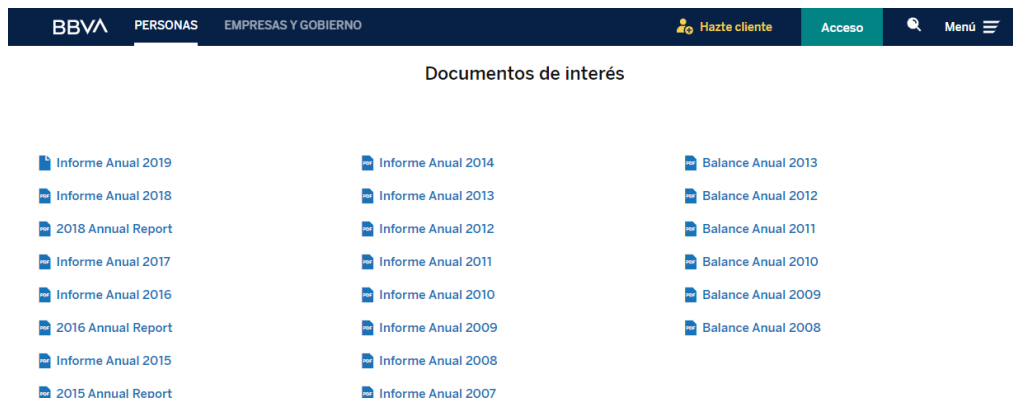 BBVA PERSONAS EMPRESAS Y GOBIERNO Hazte cliente Acceso Menú
Documentos de interés
Informe Anual 2019
Informe Anual 2018
2018 Annual Report
Informe Anual 2017
Informe Anual 2016
2016 Annual Report
Informe Anual 2015
2015 Annual Report
Informe Anual 2014
Informe Anual 2013
Informe Anual 2012
Informe Anual 2011
Informe Anual 2010
Informe Anual 2009
Informe Anual 2008
Informe Anual 2007
Balance Anual 2013
Balance Anual 2012
Balance Anual 2011
Balance Anual 2010
Balance Anual 2009
Balance Anual 2008